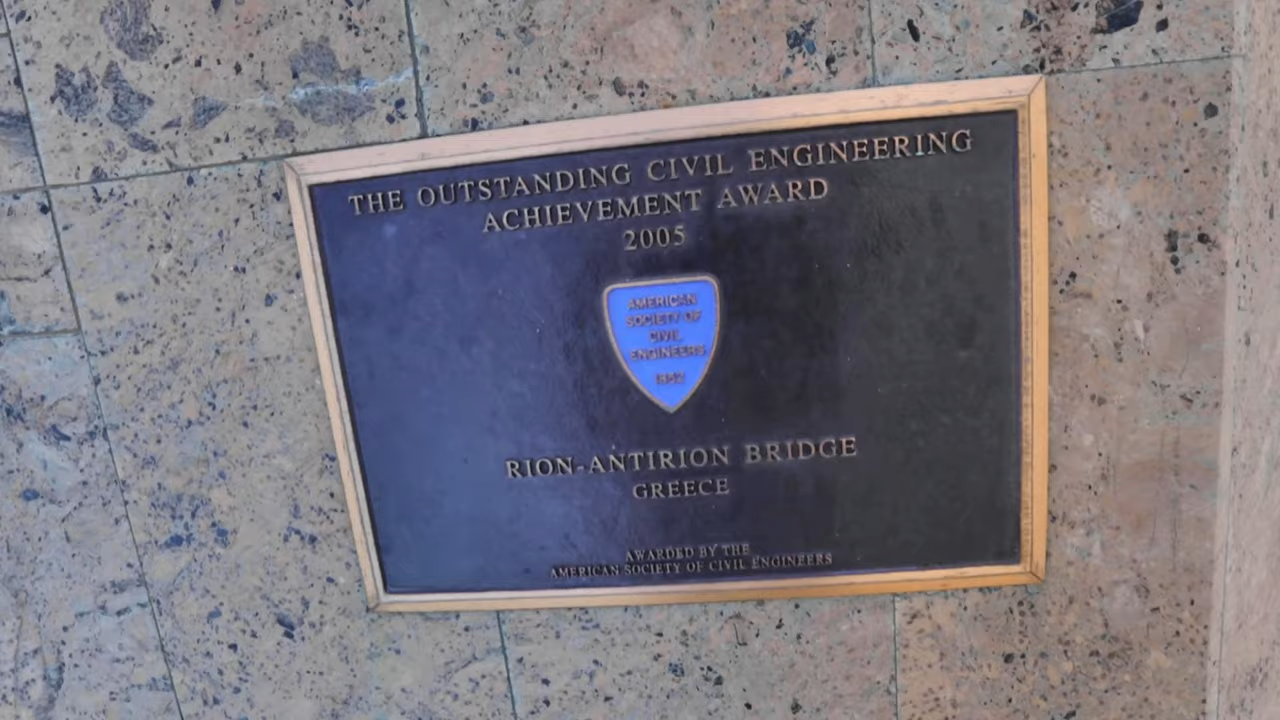 THE OUTSTANDING CIVIL ENGINEERING
ACHIEVEMENT AWARD
2005
AMERICAN
SOCIETY OF
CIVIL
ENGINEERS
1852
RION-ANTIRION BRIDGE
GREECE
AWARDED BY THE
AMERICAN SOCIETY OF CIVIL ENGINEERS